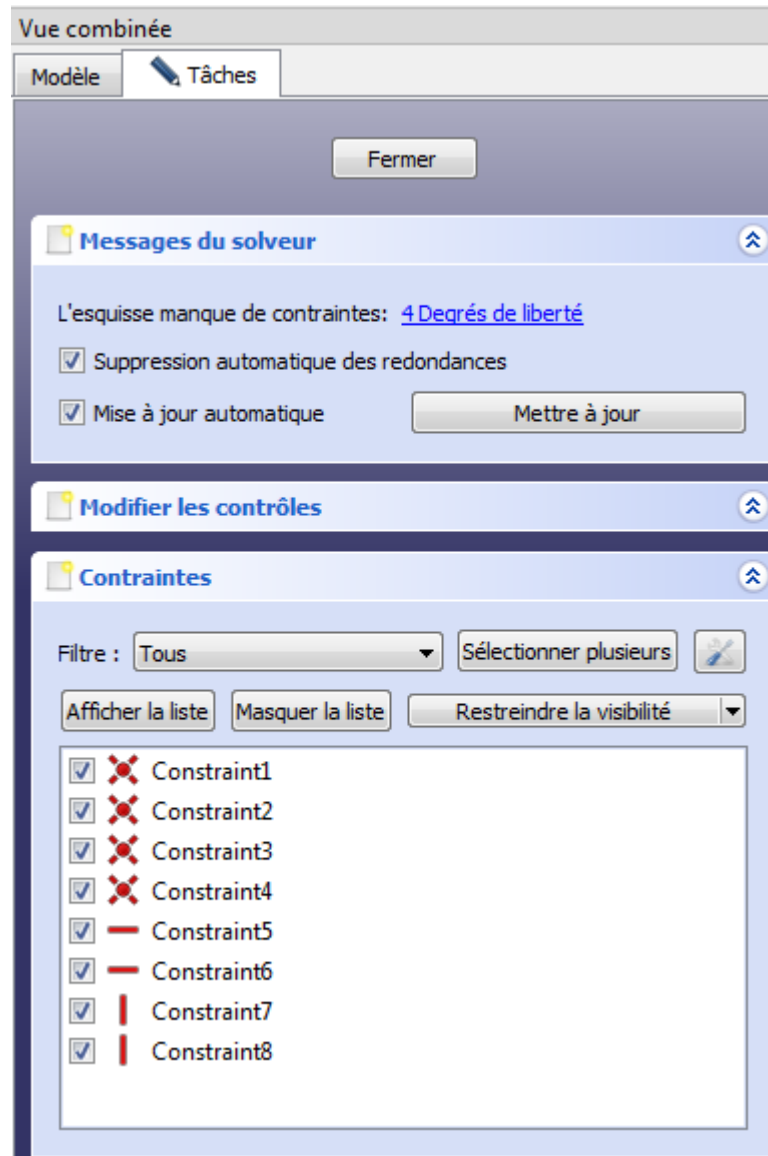 Vue combinée
Modèle Tâches
Fermer
Messages du solveur
L'esquisse manque de contraintes: 4 Degrés de liberté
Suppression automatique des redondances
Mise à jour automatique Mettre à jour
Modifier les contrôles
Contraintes
Filtre : Tous Sélectionner plusieurs
Afficher la liste Masquer la liste Restreindre la visibilité
Constraint1
Constraint2
Constraint3
Constraint4
Constraint5
Constraint6
Constraint7
Constraint8